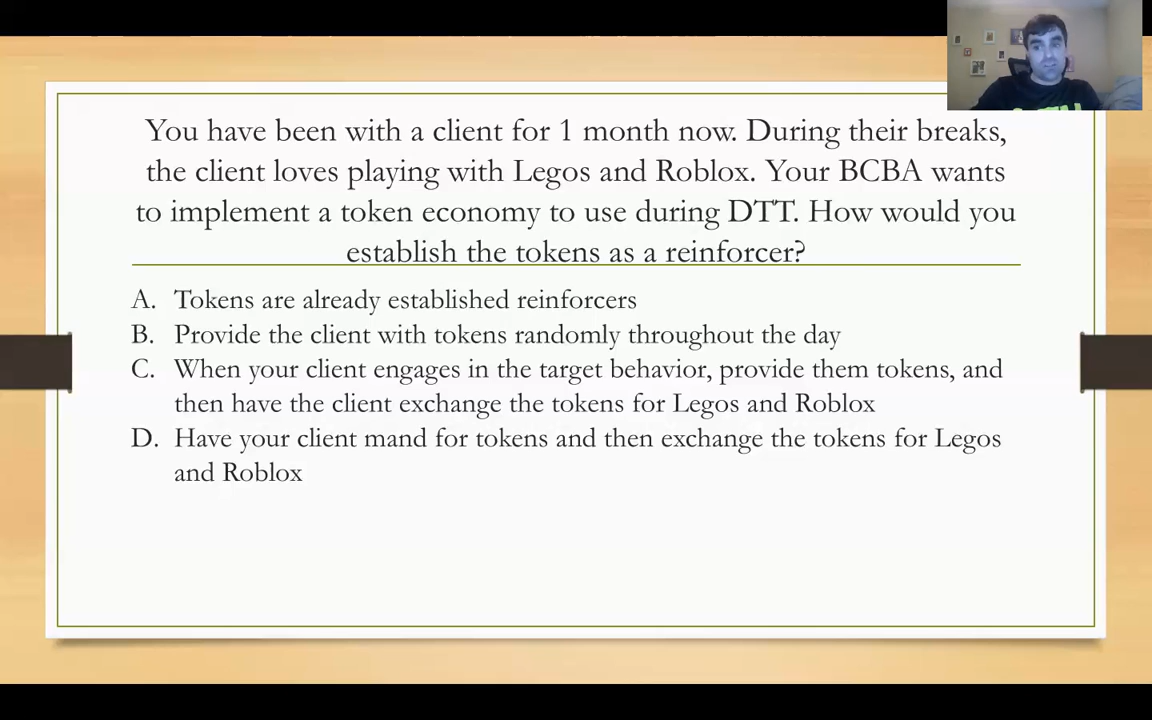 You have been with a client for 1 month now. During their breaks,
the client loves playing with Legos and Roblox. Your BCBA wants
to implement a token economy to use during DTT. How would you
establish the tokens as a reinforcer?
A. Tokens are already established reinforcers
B. Provide the client with tokens randomly throughout the day
C. When your client engages in the target behavior, provide them tokens, and
then have the client exchange the tokens for Legos and Roblox
D. Have your client mand for tokens and then exchange the tokens for Legos
and Roblox